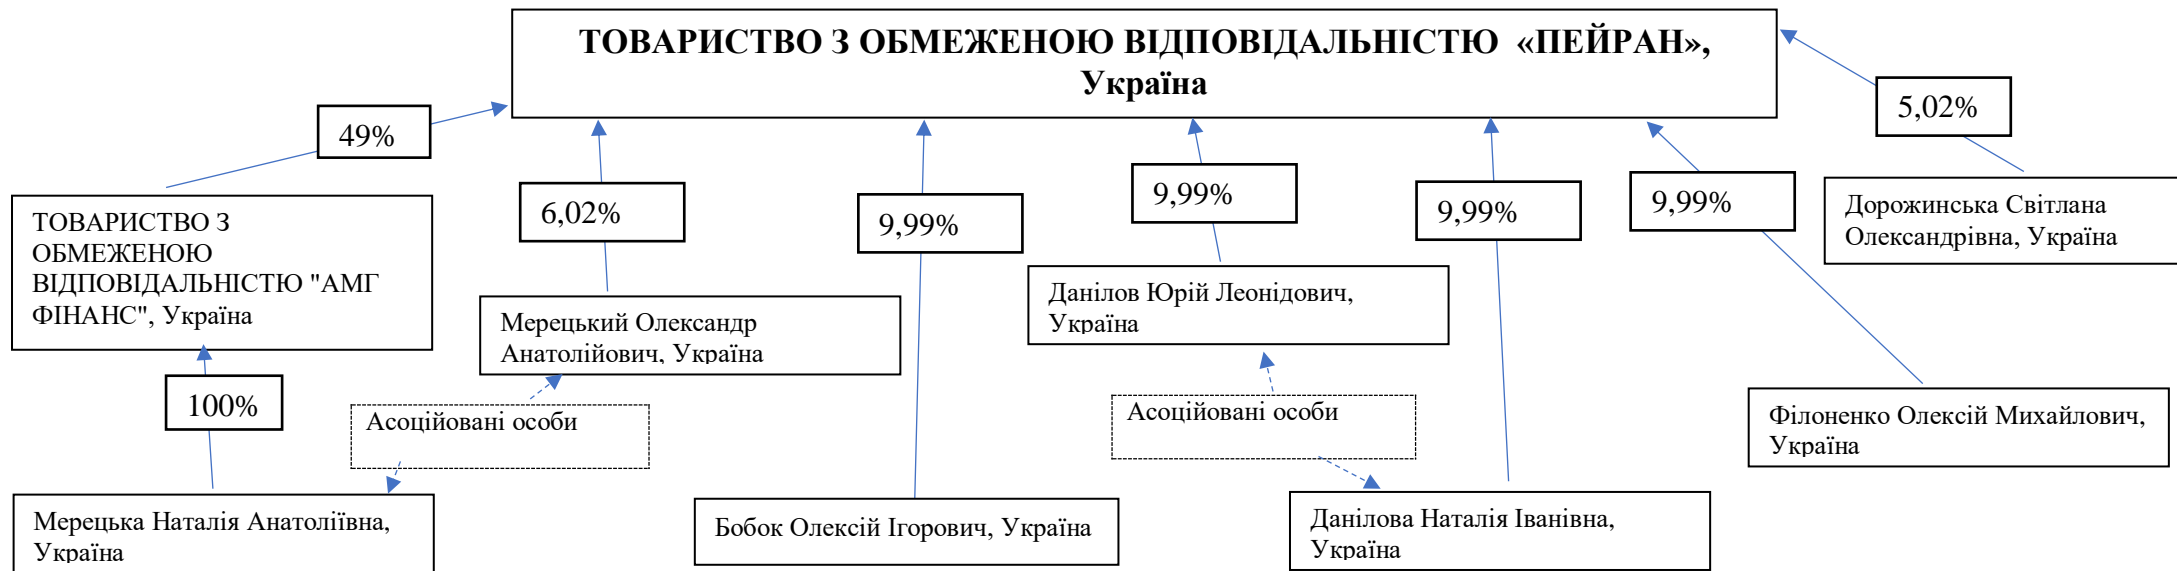 ТОВАРИСТВО З ОБМЕЖЕНОЮ ВІДПОВІДАЛЬНІСТЮ «ПЕЙРАН»,
Україна
49%
6,02%
9,99%
9,99%
9,99%
9,99%
5,02%
ТОВАРИСТВО З
ОБМЕЖЕНОЮ
ВІДПОВІДАЛЬНІСТЮ "АМГ
ФІНАНС", Україна
Мерецький Олександр
Анатолійович, Україна
Данілов Юрій Леонідович,
Україна
Дорожинська Світлана
Олександрівна, Україна
100%
Асоційовані особи
Асоційовані особи
Філоненко Олексій Михайлович,
Україна
Мерецька Наталія Анатоліївна,
Україна
Бобок Олексій Ігорович, Україна
Данілова Наталія Іванівна,
Україна